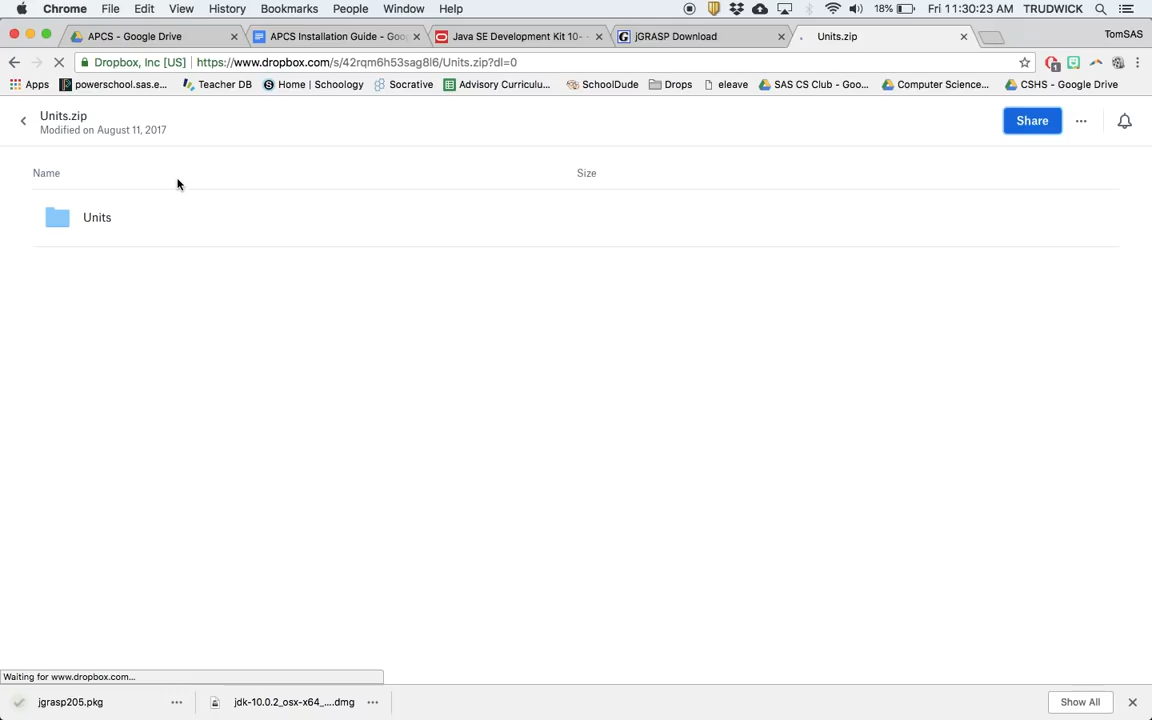 Chrome File Edit View History Bookmarks People Window Help 18% Fri 11:30:23 AM TRUDWICK
APCS - Google Drive APCS Installation Guide - Goo Java SE Development Kit 10- jGRASP Download Units.zip TomSAS
Dropbox, Inc [US] https://www.dropbox.com/s/42rqm6h53sag8l6/Units.zip?dl=0
Apps powerschool.sas.e... Teacher DB Home | Schoology Socrative Advisory Curriculu... SchoolDude Drops eleave SAS CS Club - Goo... Computer Science... CSHS - Google Drive
Units.zip
Modified on August 11, 2017
Share
Name Size
Units
Waiting for www.dropbox.com...
jgrasp205.pkg jdk-10.0.2_osx-x64_....dmg Show All